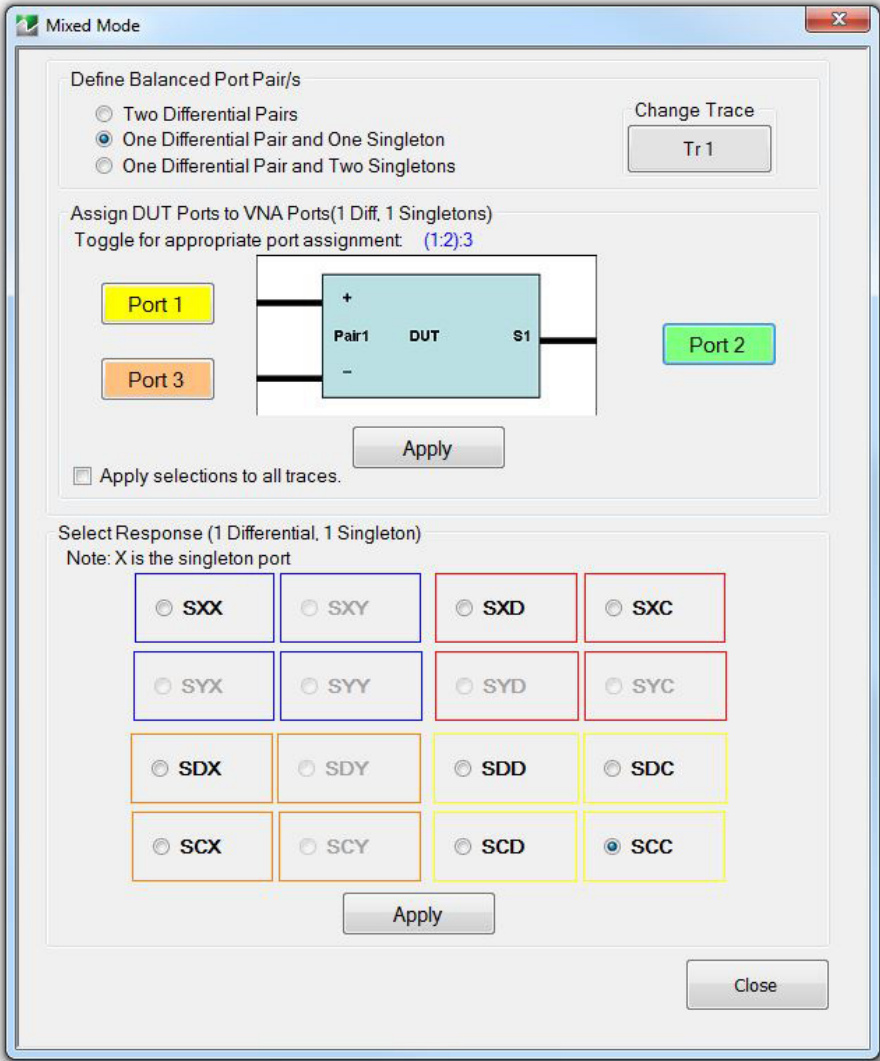 Mixed Mode
Define Balanced Port Pair/s
Two Differential Pairs
One Differential Pair and One Singleton
One Differential Pair and Two Singletons
Change Trace
Tr 1
Assign DUT Ports to VNA Ports(1 Diff, 1 Singletons)
Toggle for appropriate port assignment: (1:2):3
Port 1
Port 3
+
Pair1 DUT S1
−
Port 2
Apply
Apply selections to all traces.
Select Response (1 Differential, 1 Singleton)
Note: X is the singleton port
SXX SXY SXD SXC
SYX SYY SYD SYC
SDX SDY SDD SDC
SCX SCY SCD SCC
Apply
Close